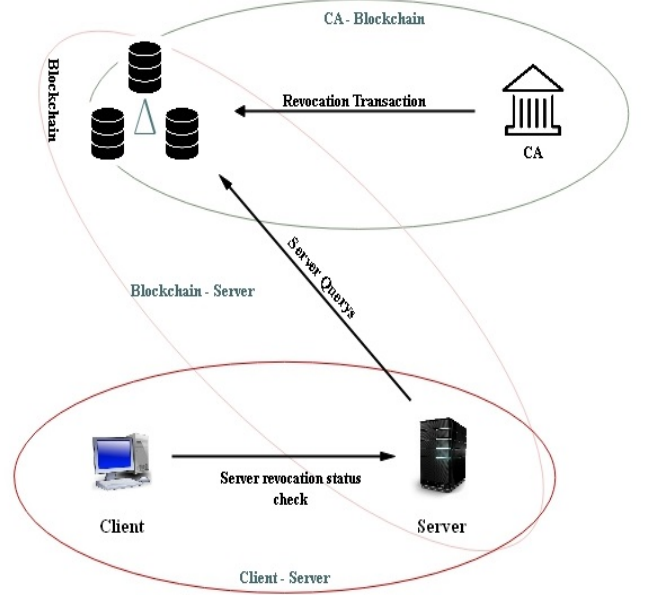 CA - Blockchain
Blockchain
Revocation Transaction
CA
Server Querys
Blockchain - Server
Server revocation status
check
Client
Server
Client - Server